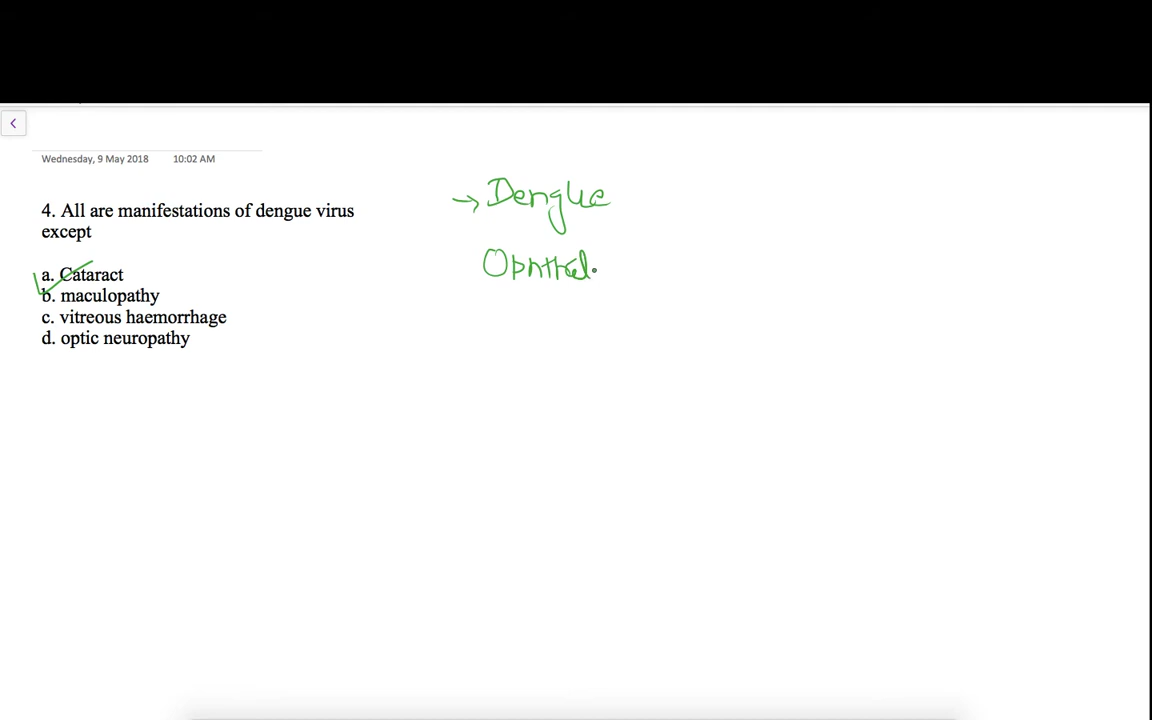 Wednesday, 9 May 2018 10:02 AM
4. All are manifestations of dengue virus
except
a. Cataract
b. maculopathy
c. vitreous haemorrhage
d. optic neuropathy
→ Dengue
Ophthal